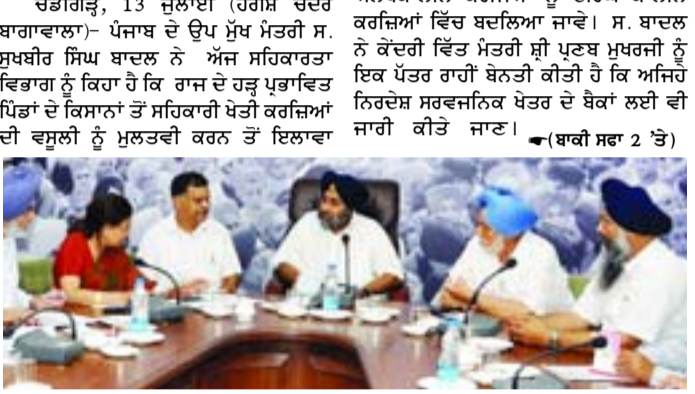 ਚੰਡੀਗੜ੍ਹ, 13 ਜੁਲਾਈ (ਹਰੀਸ਼ ਚੰਦਰ
ਬਾਗਾਂਵਾਲਾ)- ਪੰਜਾਬ ਦੇ ਉਪ ਮੁੱਖ ਮੰਤਰੀ ਸ.
ਸੁਖਬੀਰ ਸਿੰਘ ਬਾਦਲ ਨੇ ਅੱਜ ਸਹਿਕਾਰਤਾ
ਵਿਭਾਗ ਨੂੰ ਕਿਹਾ ਹੈ ਕਿ ਰਾਜ ਦੇ ਹੜ੍ਹ ਪ੍ਰਭਾਵਿਤ
ਪਿੰਡਾਂ ਦੇ ਕਿਸਾਨਾਂ ਤੋਂ ਸਹਿਕਾਰੀ ਖੇਤੀ ਕਰਜ਼ਿਆਂ
ਦੀ ਵਸੂਲੀ ਨੂੰ ਮੁਲਤਵੀ ਕਰਨ ਤੋਂ ਇਲਾਵਾ
ਕਰਜ਼ਿਆਂ ਵਿੱਚ ਬਦਲਿਆ ਜਾਵੇ। ਸ. ਬਾਦਲ
ਨੇ ਕੇਂਦਰੀ ਵਿੱਤ ਮੰਤਰੀ ਸ਼੍ਰੀ ਪ੍ਰਣਬ ਮੁਖਰਜੀ ਨੂੰ
ਇਕ ਪੱਤਰ ਰਾਹੀਂ ਬੇਨਤੀ ਕੀਤੀ ਹੈ ਕਿ ਅਜਿਹੇ
ਨਿਰਦੇਸ਼ ਸਰਵਜਨਿਕ ਖੇਤਰ ਦੇ ਬੈਕਾਂ ਲਈ ਵੀ
ਜਾਰੀ ਕੀਤੇ ਜਾਣ। ☛(ਬਾਕੀ ਸਫਾ 2 'ਤੇ)